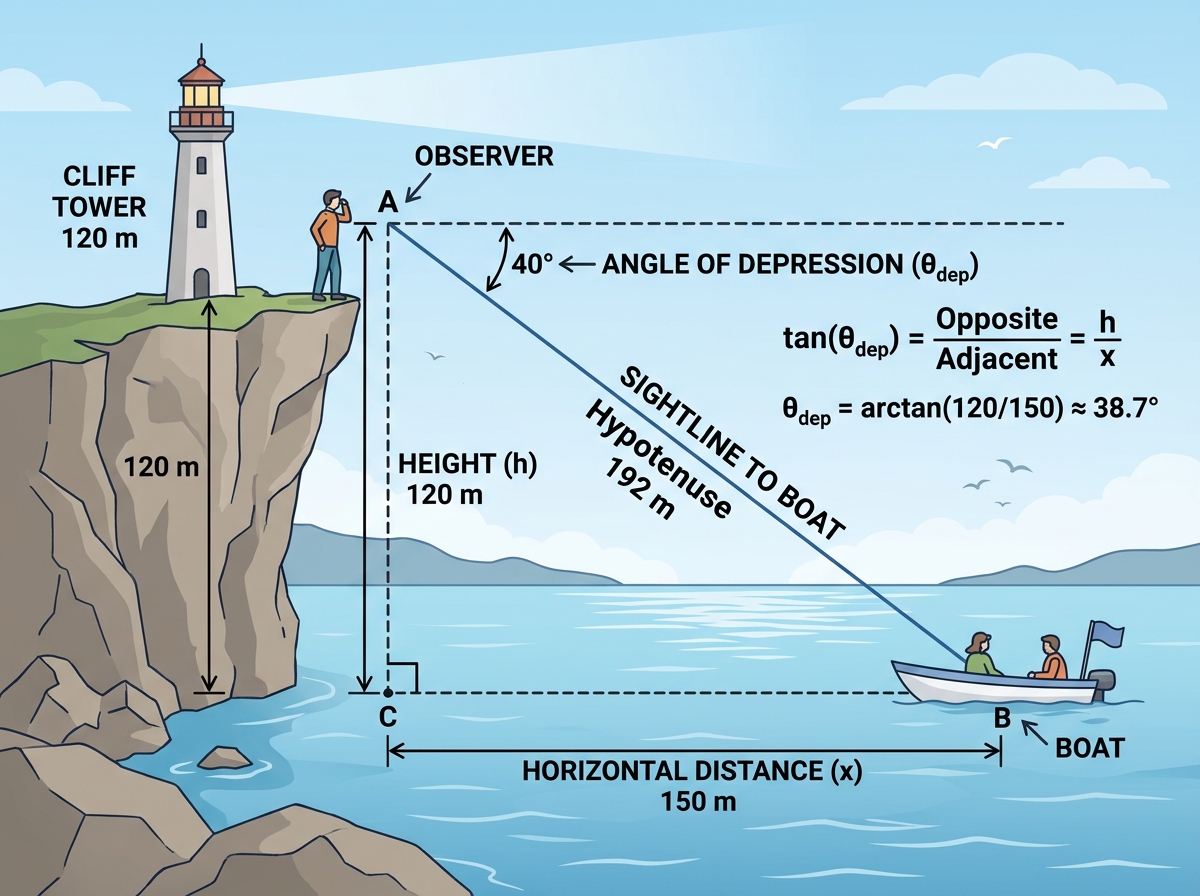 OBSERVER
CLIFF
TOWER
120 m
A
40° ANGLE OF DEPRESSION (θdep)
tan(θdep) = Opposite / Adjacent = h / x
θdep = arctan(120/150) ≈ 38.7°
SIGHTLINE TO BOAT
Hypotenuse
192 m
120 m
HEIGHT (h)
120 m
C
B
BOAT
HORIZONTAL DISTANCE (x)
150 m